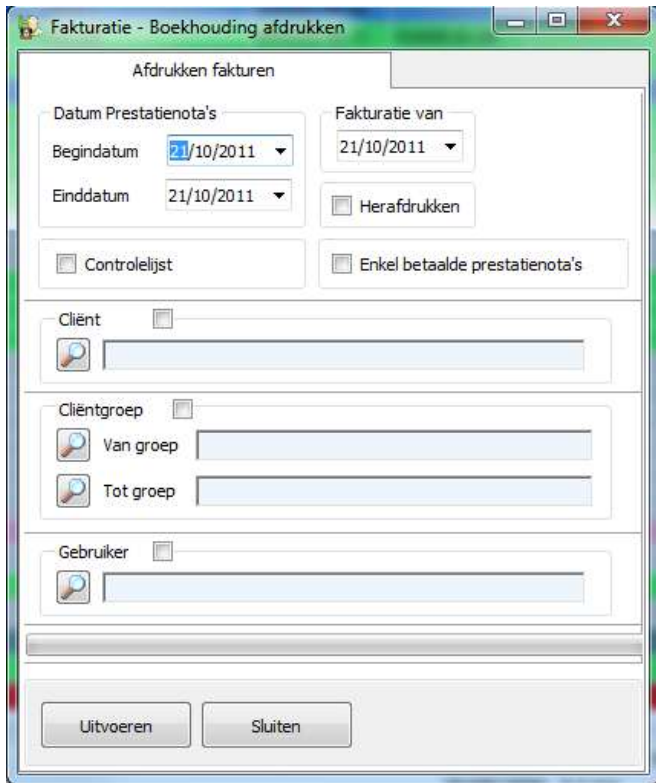 Fakturatie - Boekhouding afdrukken
Afdrukken fakturen
Datum Prestatienota's
Begindatum 21/10/2011
Einddatum 21/10/2011
Fakturatie van
21/10/2011
Herafdrukken
Controlelijst
Enkel betaalde prestatienota's
Cliënt
Cliëntgroep
Van groep
Tot groep
Gebruiker
Uitvoeren Sluiten